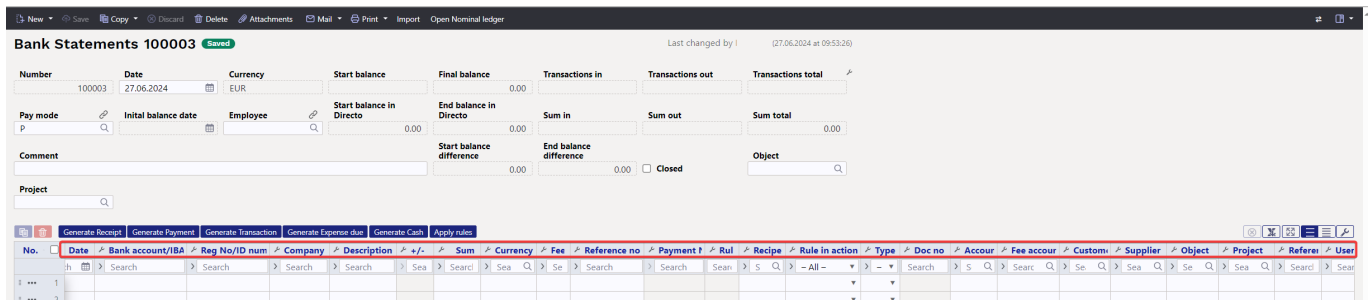 New Save Copy Discard Delete Attachments Mail Print Import Open Nominal ledger
Bank Statements 100003 Saved Last changed by (27.06.2024 at 09:53:26)
Number Date Currency Start balance Final balance Transactions in Transactions out Transactions total
100003 27.06.2024 EUR 0.00
Start balance in End balance in
Pay mode Inital balance date Employee Directo Directo Sum in Sum out Sum total
P 0.00 0.00 0.00
Start balance End balance
Comment difference difference Closed Object
0.00 0.00
Project
Generate Receipt Generate Payment Generate Transaction Generate Expense due Generate Cash Apply rules
No. Date Bank account/IBA Reg No/ID num Company Description +/- Sum Currency Fee Reference no Payment Rul Recipe Rule in action Type Doc no Accour Fee accour Custom Supplier Object Project Refere User
h > Search > Search > Search > Search > Sea > Searcl > Sea > Se > Search > Search Sear > S > – All – > – Search > S > Searc > Se. > Sea > Se > Sea > Searcl > Sear
1
2